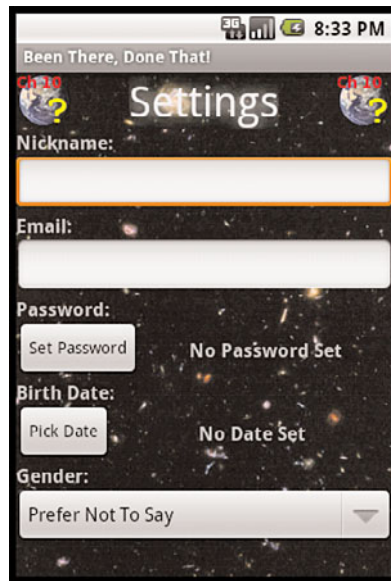 3G 8:33 PM
Been There, Done That!
Ch 10 Settings Ch 10
?
?
Nickname:
Email:
Password:
Set Password No Password Set
Birth Date:
Pick Date No Date Set
Gender:
Prefer Not To Say